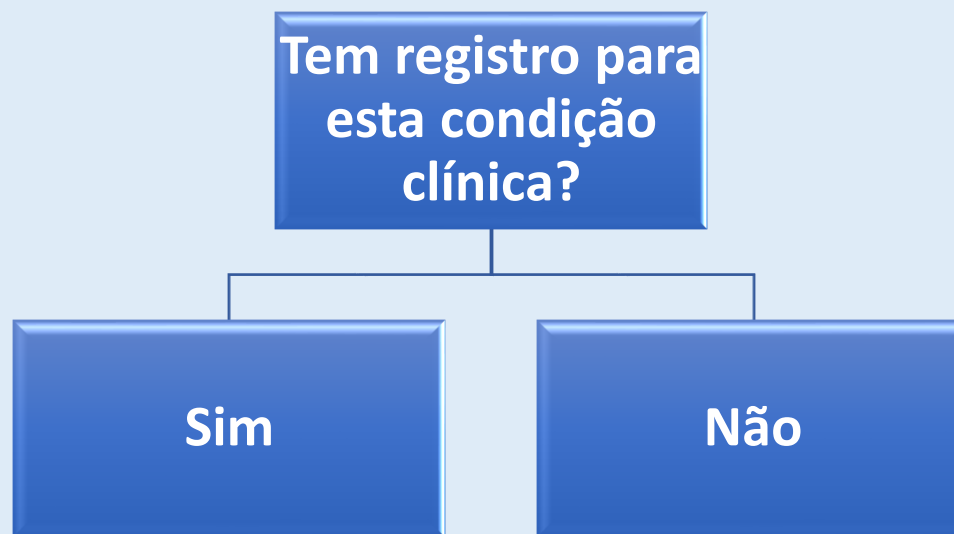 Tem registro para
esta condição
clínica?
Sim
Não